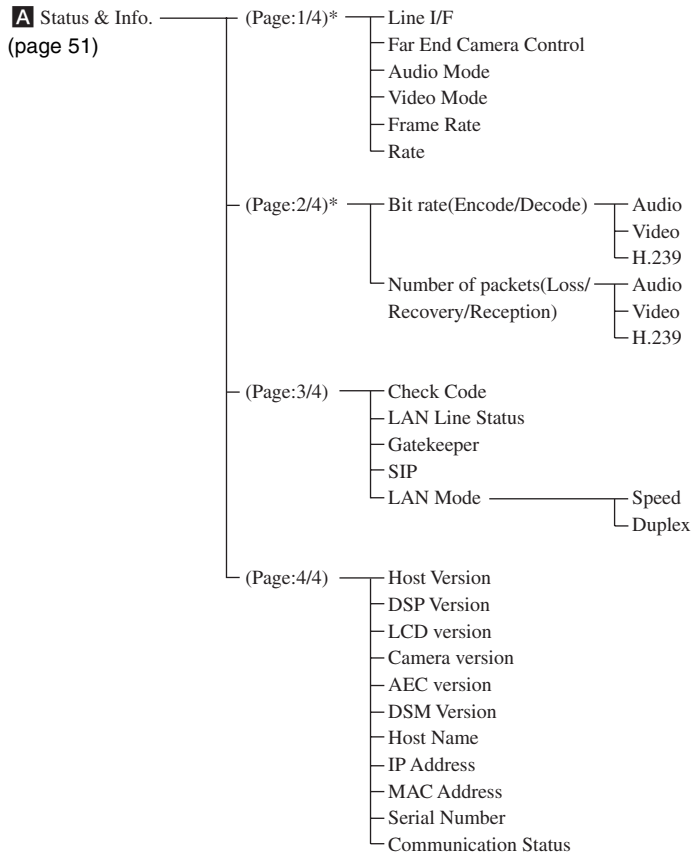 A Status & Info.
(page 51)
(Page:1/4)*
Line I/F
Far End Camera Control
Audio Mode
Video Mode
Frame Rate
Rate
(Page:2/4)*
Bit rate(Encode/Decode)
Audio
Video
H.239
Number of packets(Loss/
Recovery/Reception)
Audio
Video
H.239
(Page:3/4)
Check Code
LAN Line Status
Gatekeeper
SIP
LAN Mode
Speed
Duplex
(Page:4/4)
Host Version
DSP Version
LCD version
Camera version
AEC version
DSM Version
Host Name
IP Address
MAC Address
Serial Number
Communication Status